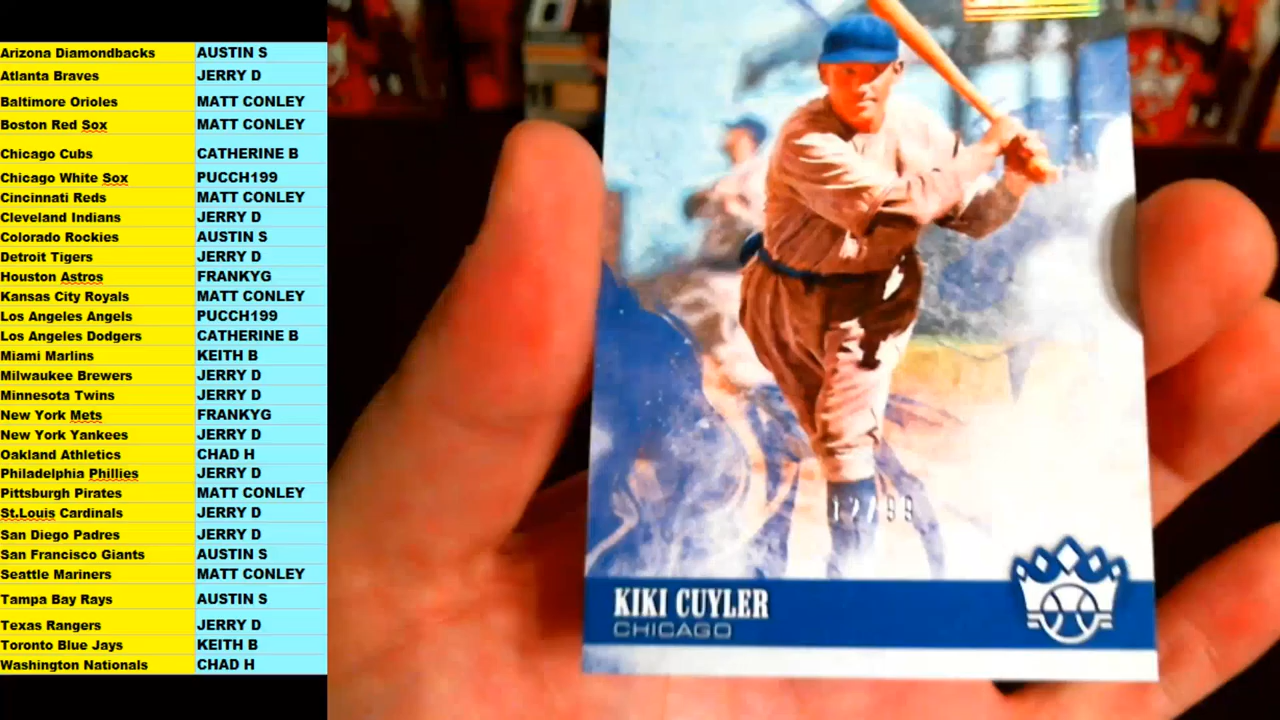 Arizona Diamondbacks AUSTIN S
Atlanta Braves JERRY D
Baltimore Orioles MATT CONLEY
Boston Red Sox MATT CONLEY
Chicago Cubs CATHERINE B
Chicago White Sox PUCCH199
Cincinnati Reds MATT CONLEY
Cleveland Indians JERRY D
Colorado Rockies AUSTIN S
Detroit Tigers JERRY D
Houston Astros FRANKYG
Kansas City Royals MATT CONLEY
Los Angeles Angels PUCCH199
Los Angeles Dodgers CATHERINE B
Miami Marlins KEITH B
Milwaukee Brewers JERRY D
Minnesota Twins JERRY D
New York Mets FRANKYG
New York Yankees JERRY D
Oakland Athletics CHAD H
Philadelphia Phillies JERRY D
Pittsburgh Pirates MATT CONLEY
St.Louis Cardinals JERRY D
San Diego Padres JERRY D
San Francisco Giants AUSTIN S
Seattle Mariners MATT CONLEY
Tampa Bay Rays AUSTIN S
Texas Rangers JERRY D
Toronto Blue Jays KEITH B
Washington Nationals CHAD H
12/99
KIKI CUYLER
CHICAGO